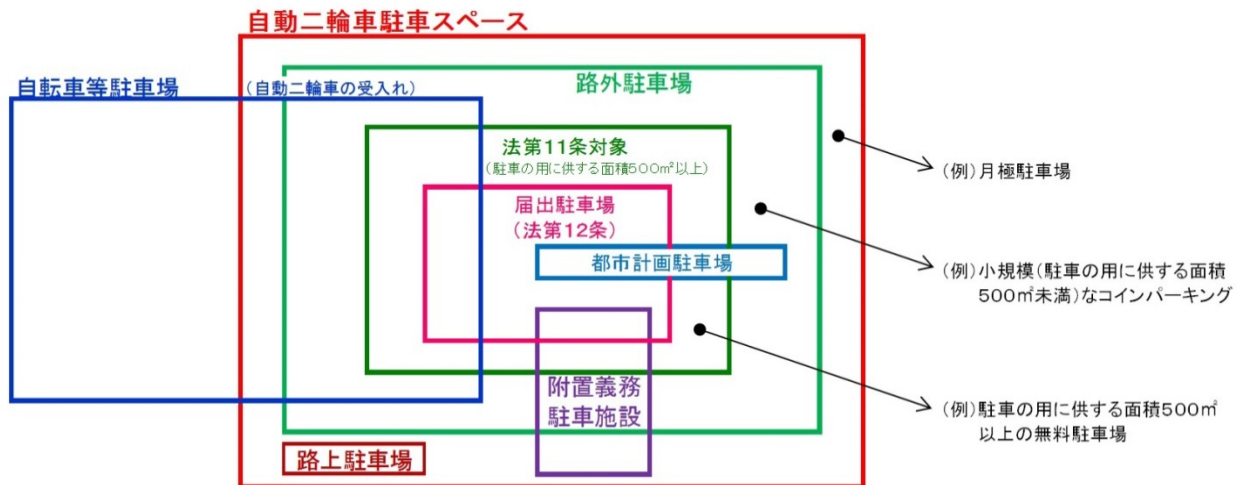 自動二輪車駐車スペース
自転車等駐車場
(自動二輪車の受入れ)
路外駐車場
法第11条対象
(駐車の用に供する面積500㎡以上)
届出駐車場
(法第12条)
都市計画駐車場
附置義務
駐車施設
路上駐車場
(例)月極駐車場
(例)小規模(駐車の用に供する面積
500㎡未満)なコインパーキング
(例)駐車の用に供する面積500㎡
以上の無料駐車場